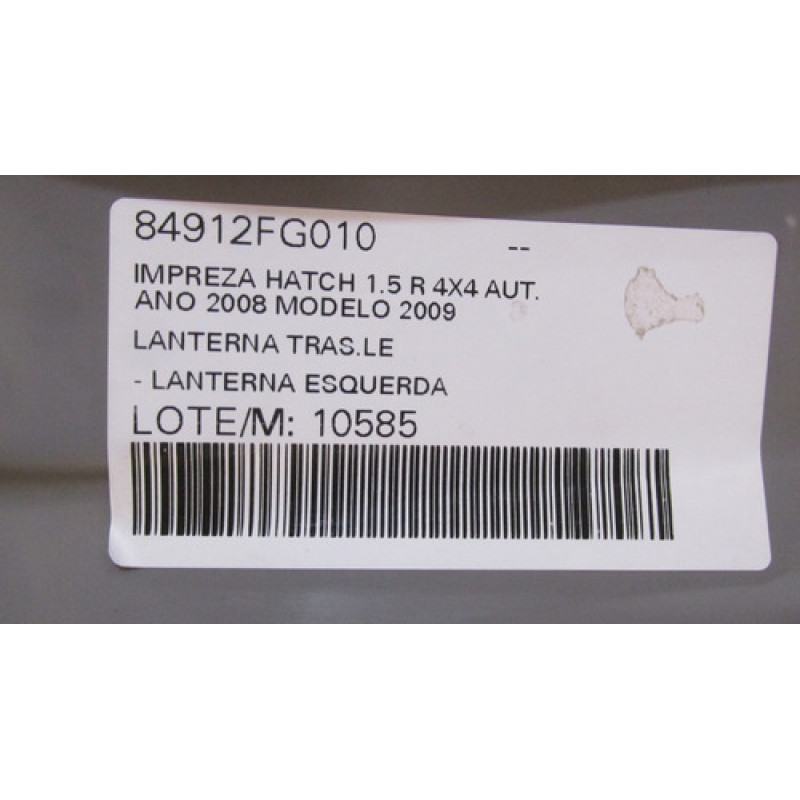 84912FG010 --
IMPREZA HATCH 1.5 R 4X4 AUT.
ANO 2008 MODELO 2009
LANTERNA TRAS.LE
- LANTERNA ESQUERDA
LOTE/M: 10585